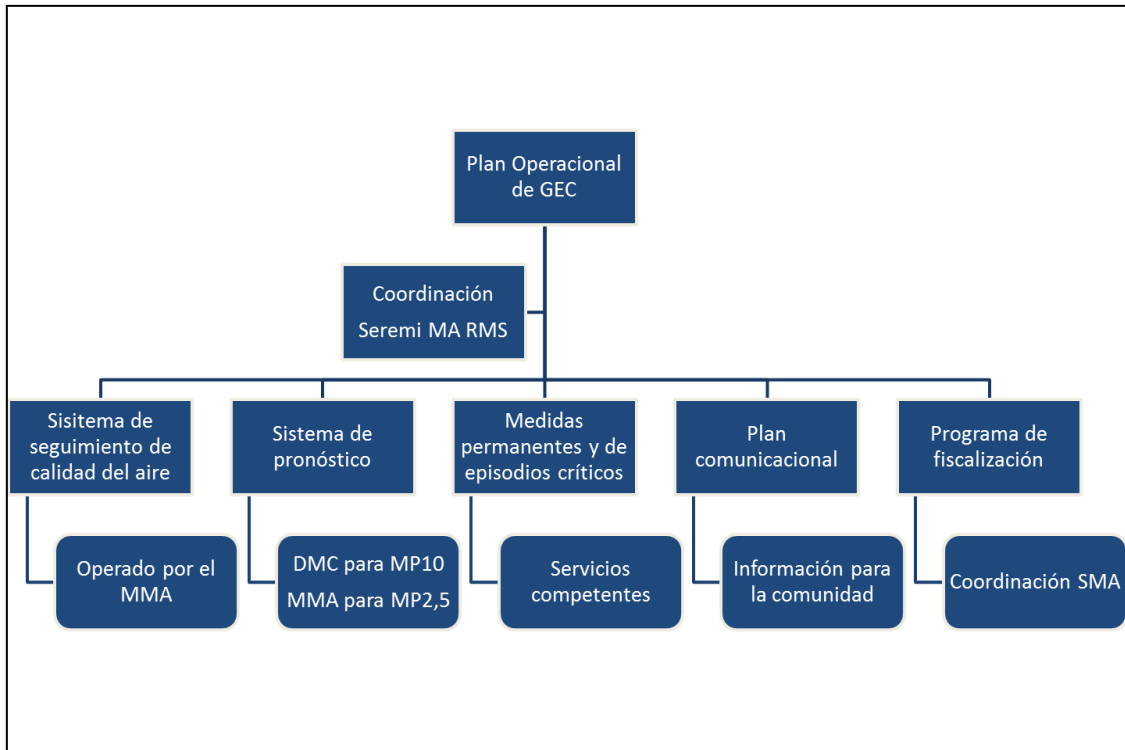 Plan Operacional
de GEC
Coordinación
Seremi MA RMS
Sisitema de
seguimiento de
calidad del aire
Sistema de
pronóstico
Medidas
permanentes y de
episodios críticos
Plan
comunicacional
Programa de
fiscalización
Operado por el
MMA
DMC para MP10
MMA para MP2,5
Servicios
competentes
Información para
la comunidad
Coordinación SMA